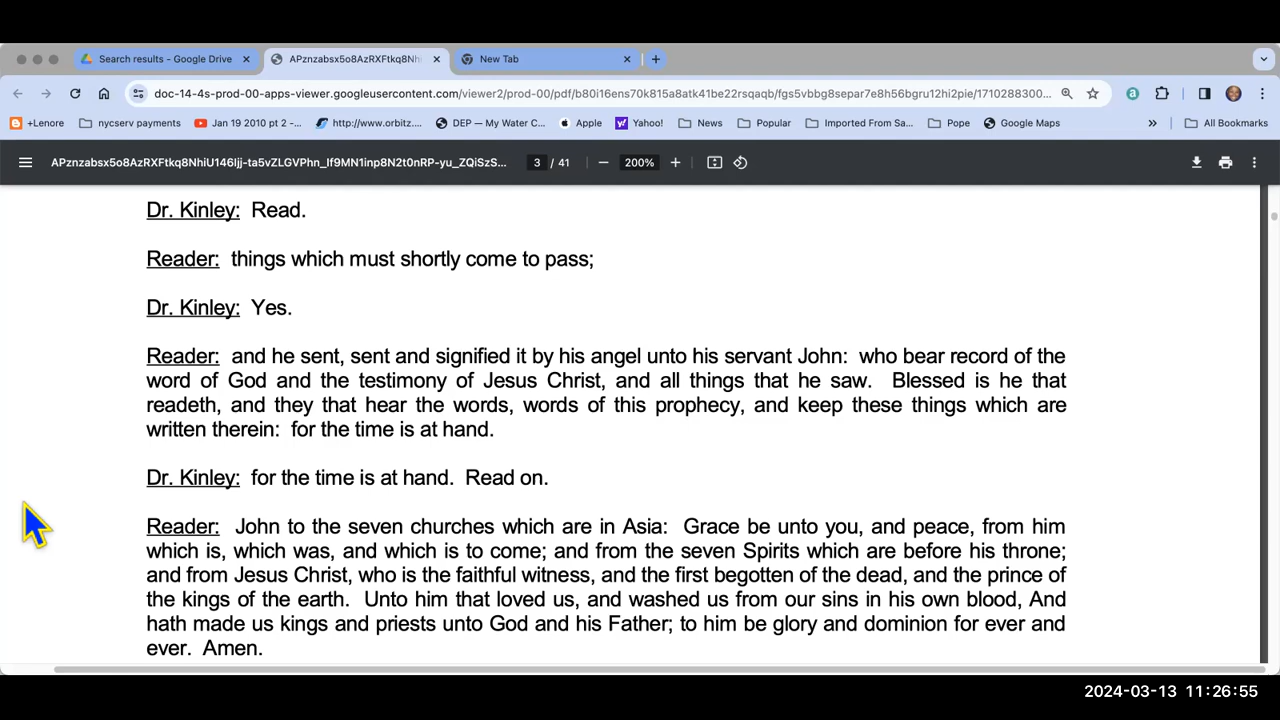 Search results - Google Drive
APznzabsx5o8AzRXFtkq8Nh
New Tab
doc-14-4s-prod-00-apps-viewer.googleusercontent.com/viewer2/prod-00/pdf/b80i16ens70k815a8atk41be22rsqaqb/fgs5vbbg8separ7e8h56bgru12hi2pie/1710288300...
+Lenore
nycserv payments
Jan 19 2010 pt 2 -...
http://www.orbitz....
DEP — My Water C...
Apple
Yahoo!
News
Popular
Imported From Sa...
Pope
Google Maps
»
All Bookmarks
APznzabsx5o8AzRXFtkq8NhiU146Ijj-ta5vZLGVPhn_If9MN1inp8N2t0nRP-yu_ZQiSzS...
3 / 41
200%
Dr. Kinley: Read.
Reader: things which must shortly come to pass;
Dr. Kinley: Yes.
Reader: and he sent, sent and signified it by his angel unto his servant John: who bear record of the
word of God and the testimony of Jesus Christ, and all things that he saw. Blessed is he that
readeth, and they that hear the words, words of this prophecy, and keep these things which are
written therein: for the time is at hand.
Dr. Kinley: for the time is at hand. Read on.
Reader: John to the seven churches which are in Asia: Grace be unto you, and peace, from him
which is, which was, and which is to come; and from the seven Spirits which are before his throne;
and from Jesus Christ, who is the faithful witness, and the first begotten of the dead, and the prince of
the kings of the earth. Unto him that loved us, and washed us from our sins in his own blood, And
hath made us kings and priests unto God and his Father; to him be glory and dominion for ever and
ever. Amen.
2024-03-13 11:26:55